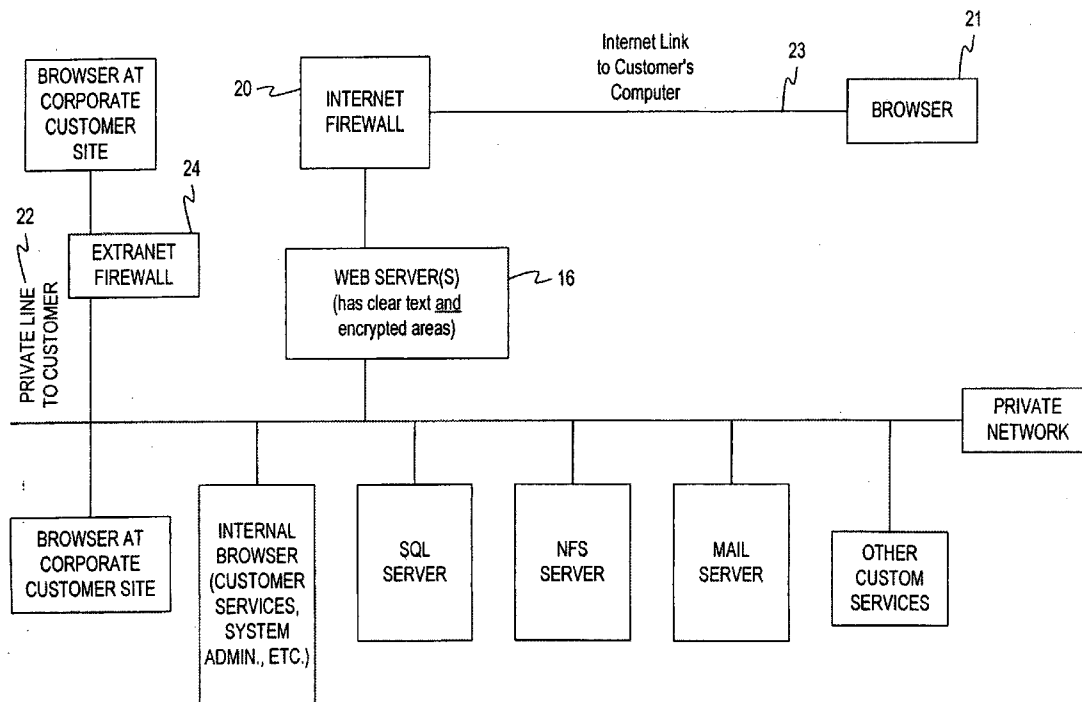 BROWSER AT
CORPORATE
CUSTOMER
SITE
24
22
PRIVATE LINE
TO CUSTOMER
EXTRANET
FIREWALL
20
INTERNET
FIREWALL
Internet Link
to Customer's
Computer
23
21
BROWSER
WEB SERVER(S)
(has clear text and
encrypted areas)
16
PRIVATE
NETWORK
BROWSER AT
CORPORATE
CUSTOMER SITE
INTERNAL
BROWSER
(CUSTOMER
SERVICES,
SYSTEM
ADMIN., ETC.)
SQL
SERVER
NFS
SERVER
MAIL
SERVER
OTHER
CUSTOM
SERVICES